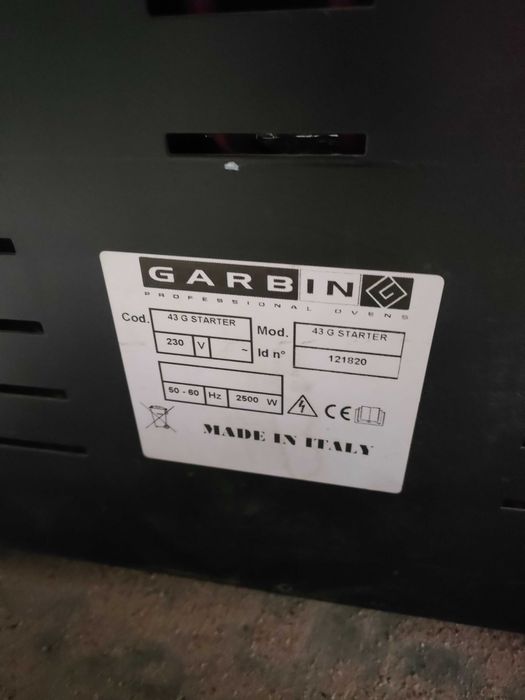 GARBIN
PROFESSIONAL OVENS
Cod. 43 G STARTER
230 V ~
Mod. 43 G STARTER
Id n° 121820
50 - 60 Hz 2500 W
CE
MADE IN ITALY